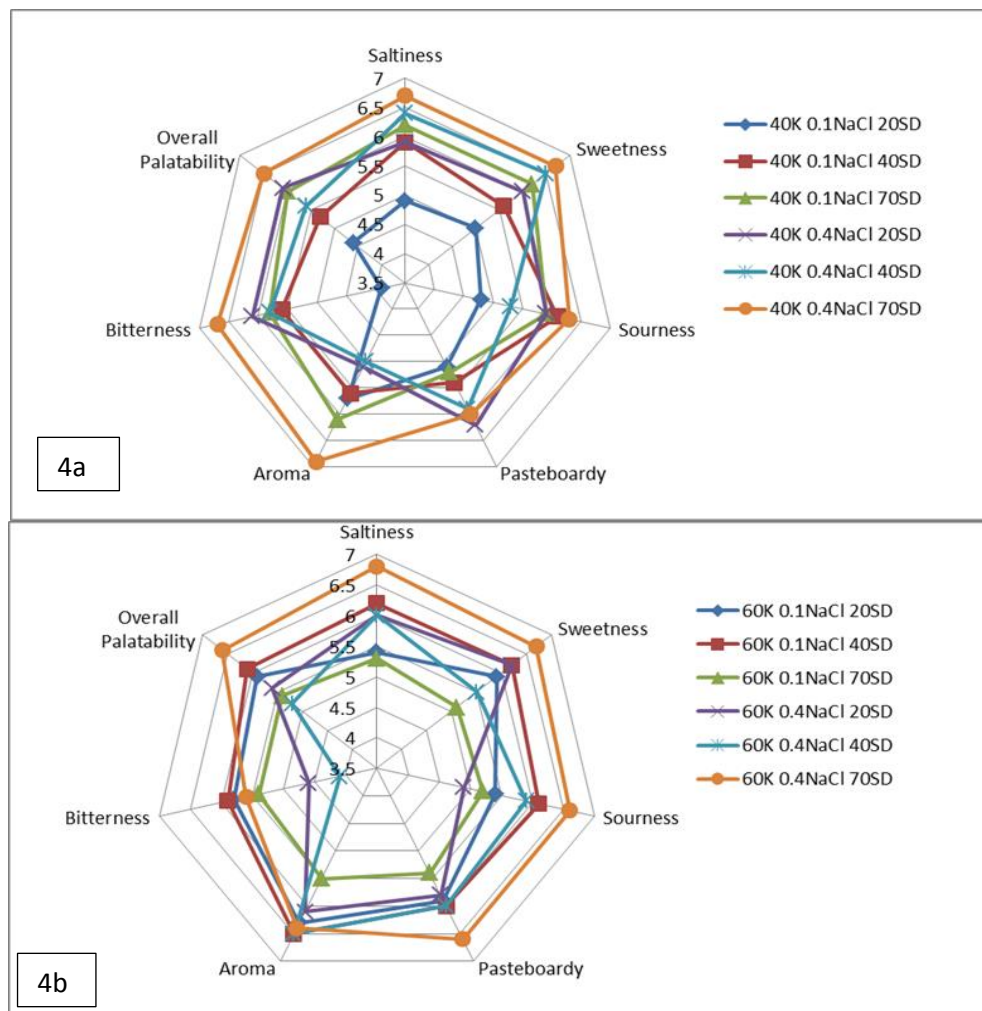 Saltiness
7
6.5
6
5.5
5
4.5
4
3.5
Overall
Palatability
Sweetness
Bitterness
Sourness
Aroma
Pasteboardy
40K 0.1NaCl 20SD
40K 0.1NaCl 40SD
40K 0.1NaCl 70SD
40K 0.4NaCl 20SD
40K 0.4NaCl 40SD
40K 0.4NaCl 70SD
4a
Saltiness
7
6.5
6
5.5
5
4.5
4
3.5
Overall
Palatability
Sweetness
Bitterness
Sourness
Aroma
Pasteboardy
60K 0.1NaCl 20SD
60K 0.1NaCl 40SD
60K 0.1NaCl 70SD
60K 0.4NaCl 20SD
60K 0.4NaCl 40SD
60K 0.4NaCl 70SD
4b